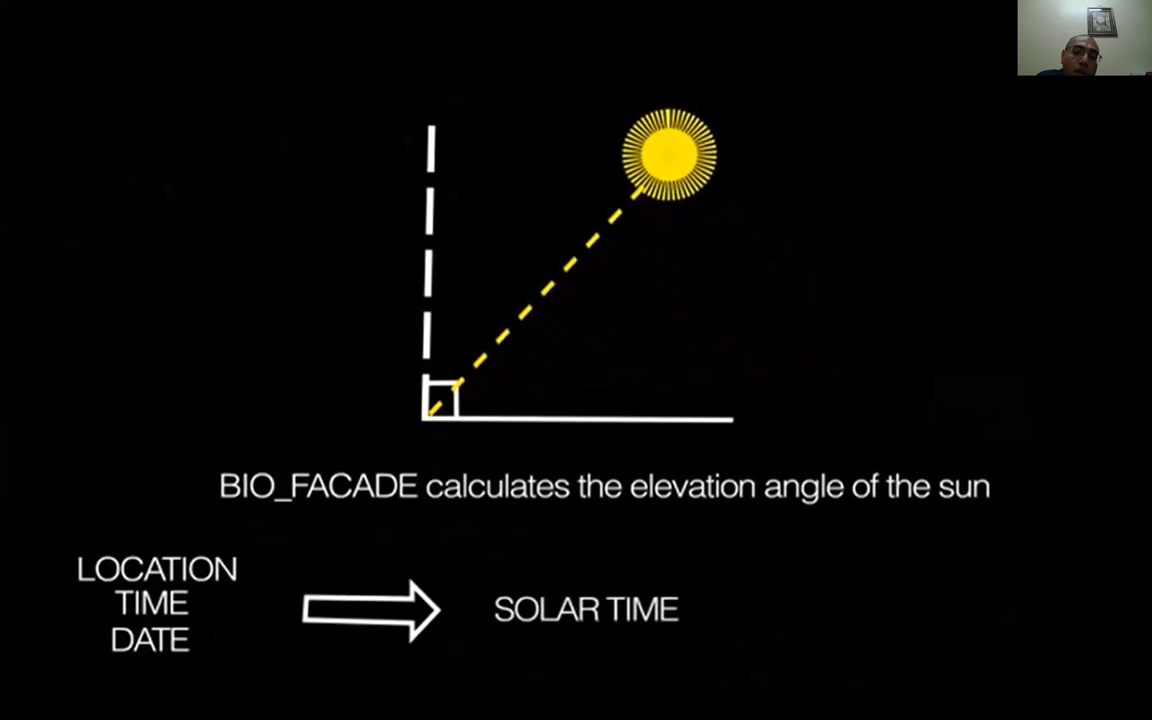 BIO_FACADE calculates the elevation angle of the sun
LOCATION
TIME
DATE
SOLAR TIME